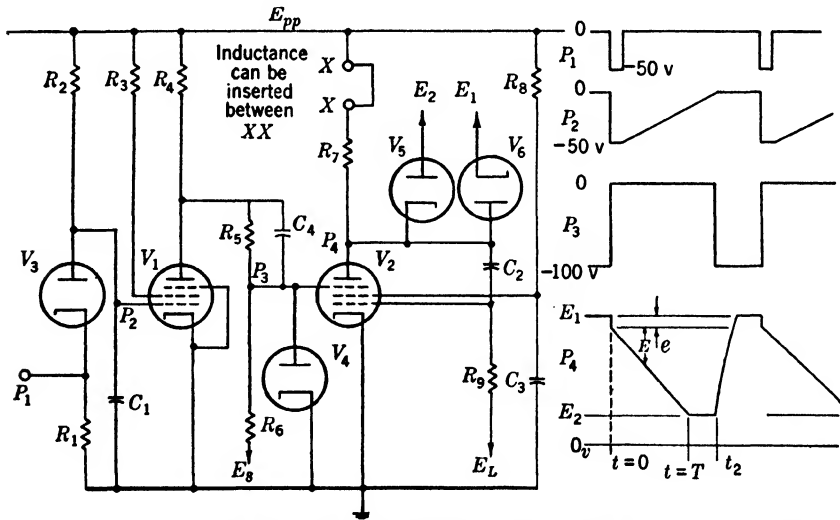 E_pp
Inductance
can be
inserted
between
XX
X
X
R_2
R_3
R_4
R_7
R_8
E_2
E_1
V_5
V_6
V_3
V_1
R_5
C_4
P_4
V_2
C_2
P_3
P_2
V_4
P_1
R_1
C_1
R_6
R_9
C_3
E_8
E_L
0
P_1
-50 v
0
P_2
-50 v
0
P_3
-100 v
E_1
E
e
P_4
E_2
0_v
t=0
t=T
t_2